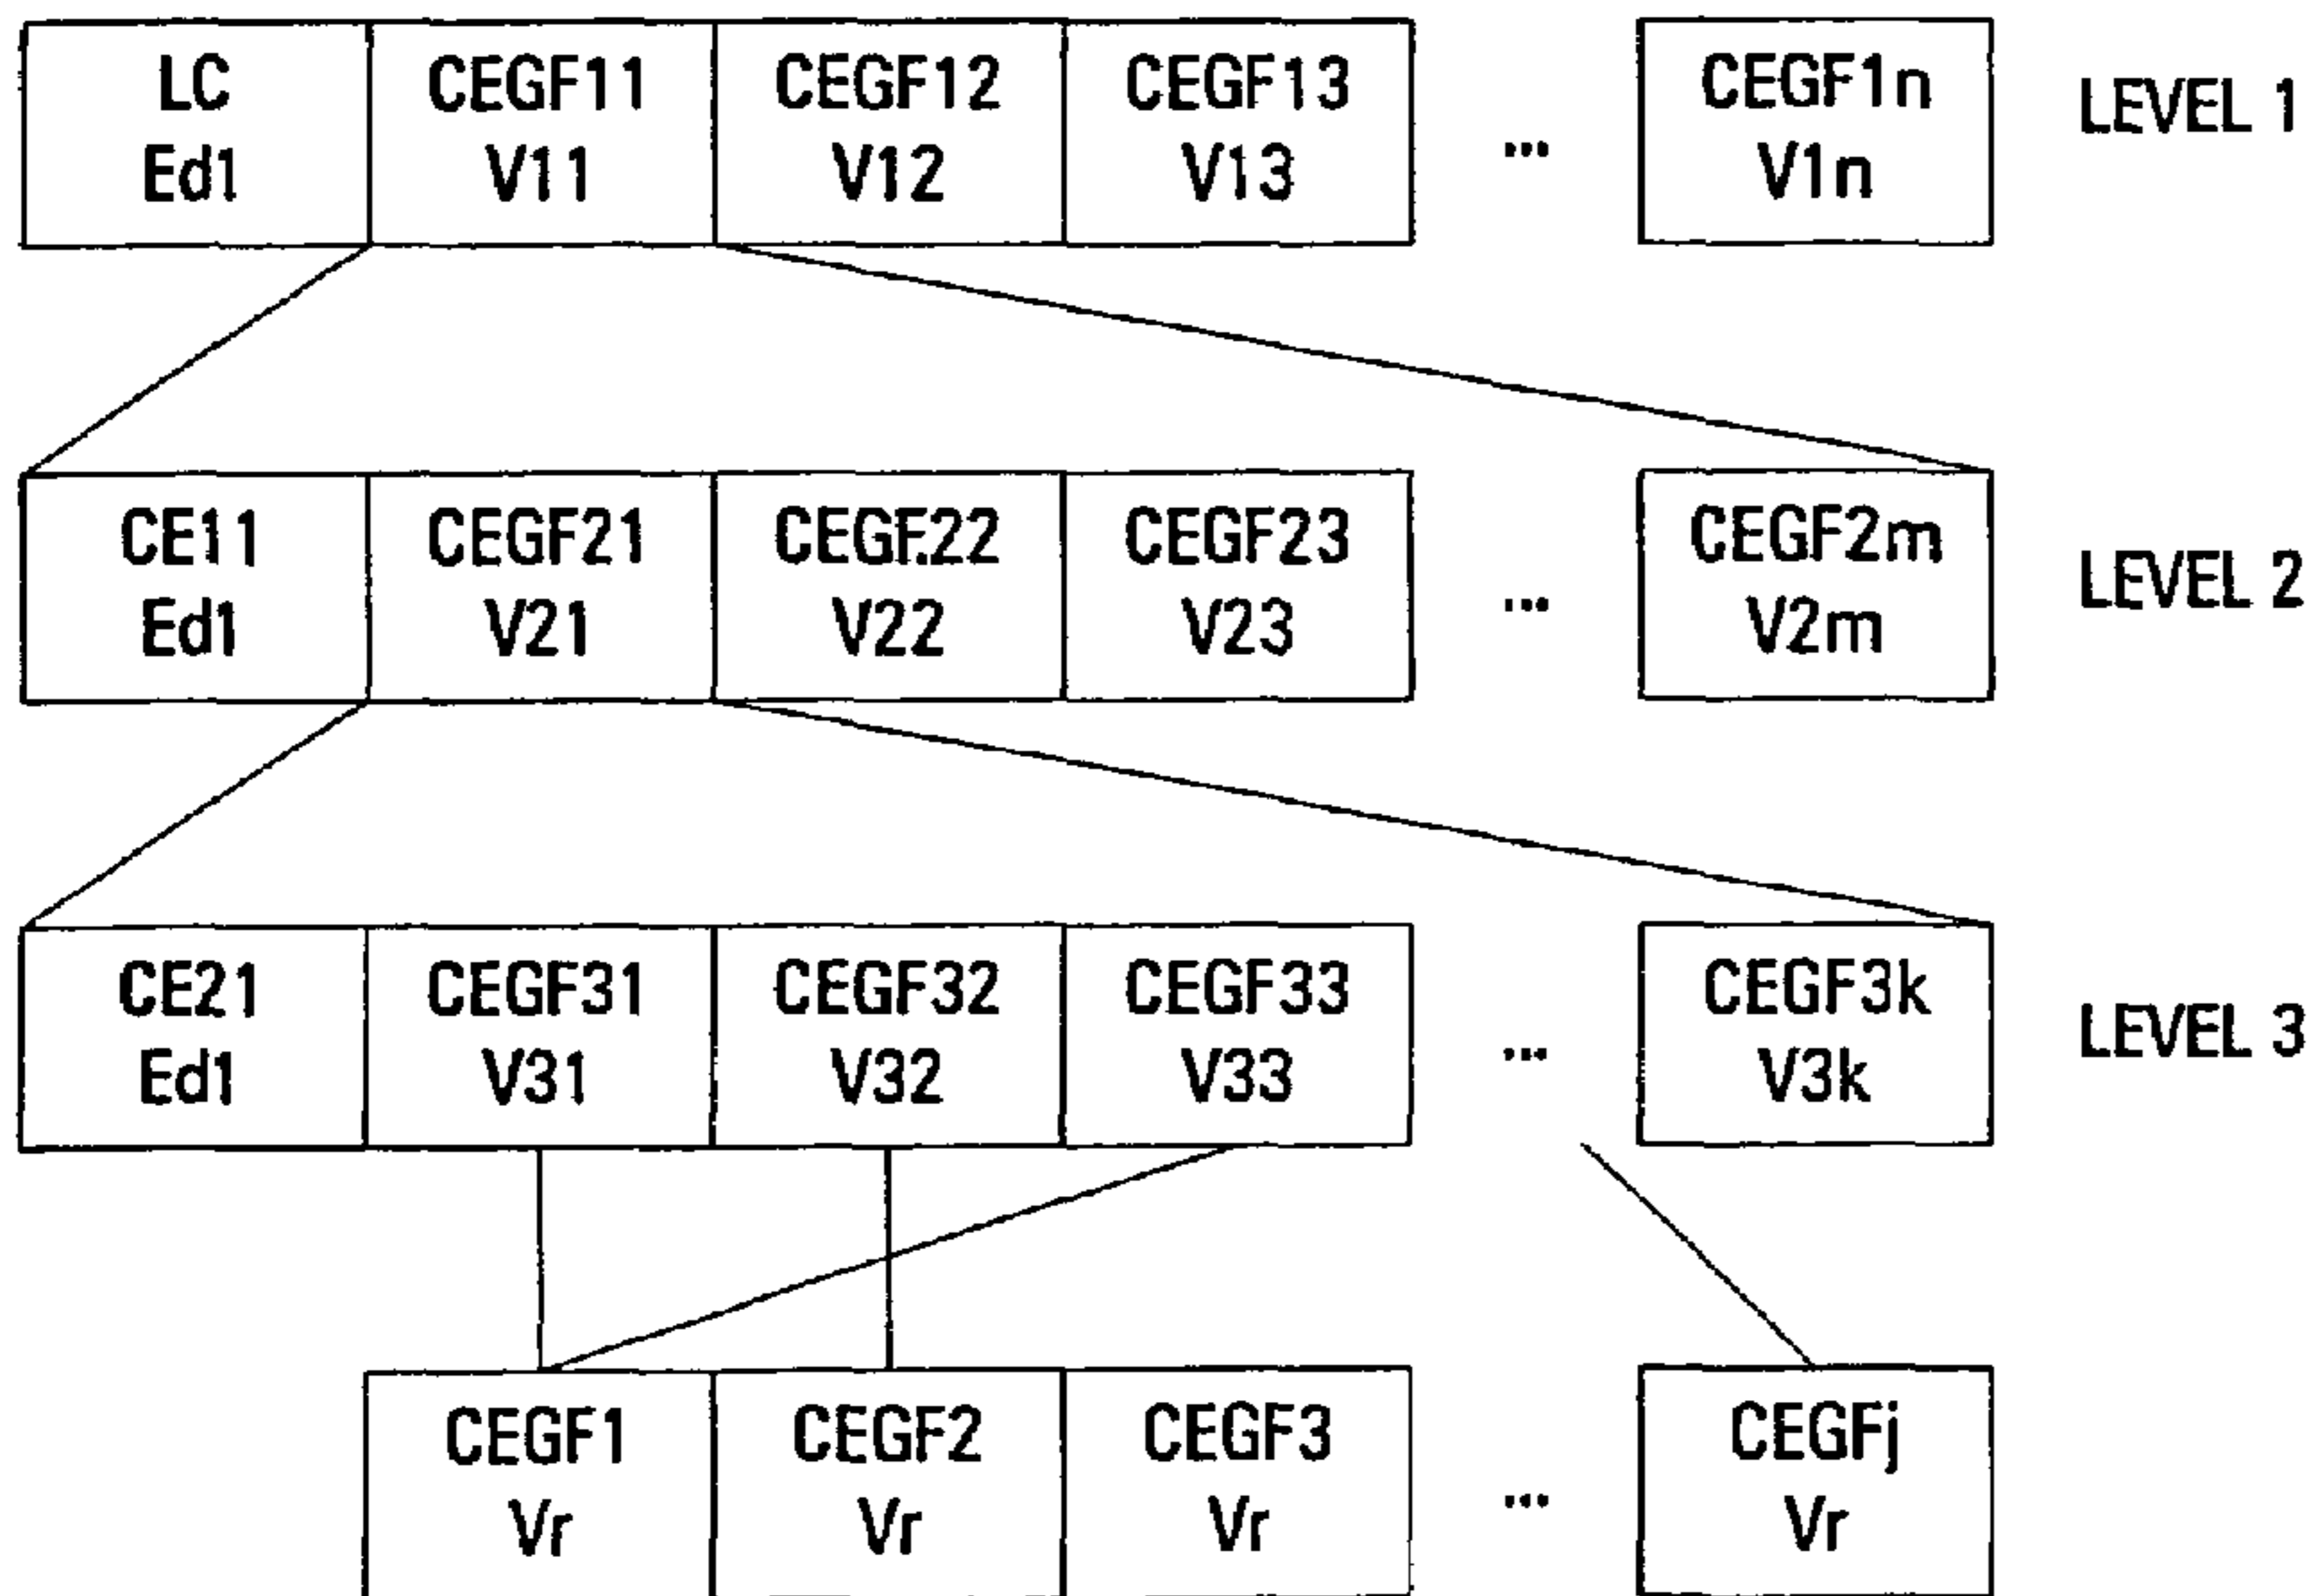 LC CEGF11 CEGF12 CEGF13 CEGF1n
Ed1 V11 V12 V13 ... V1n
LEVEL 1
CE11 CEGF21 CEGF22 CEGF23 CEGF2m
Ed1 V21 V22 V23 ... V2m
LEVEL 2
CE21 CEGF31 CEGF32 CEGF33 CEGF3k
Ed1 V31 V32 V33 ... V3k
LEVEL 3
CEGF1 CEGF2 CEGF3 CEGFj
Vr Vr Vr ... Vr